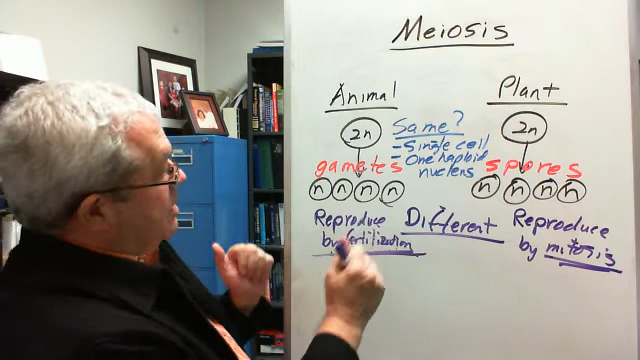 Meiosis
Animal
Plant
2n
Same?
- Single cell
- One haploid
nucleus
2n
gametes
spores
n n n n
n n n n
Reproduce
by fertilization
Different
Reproduce
by mitosis